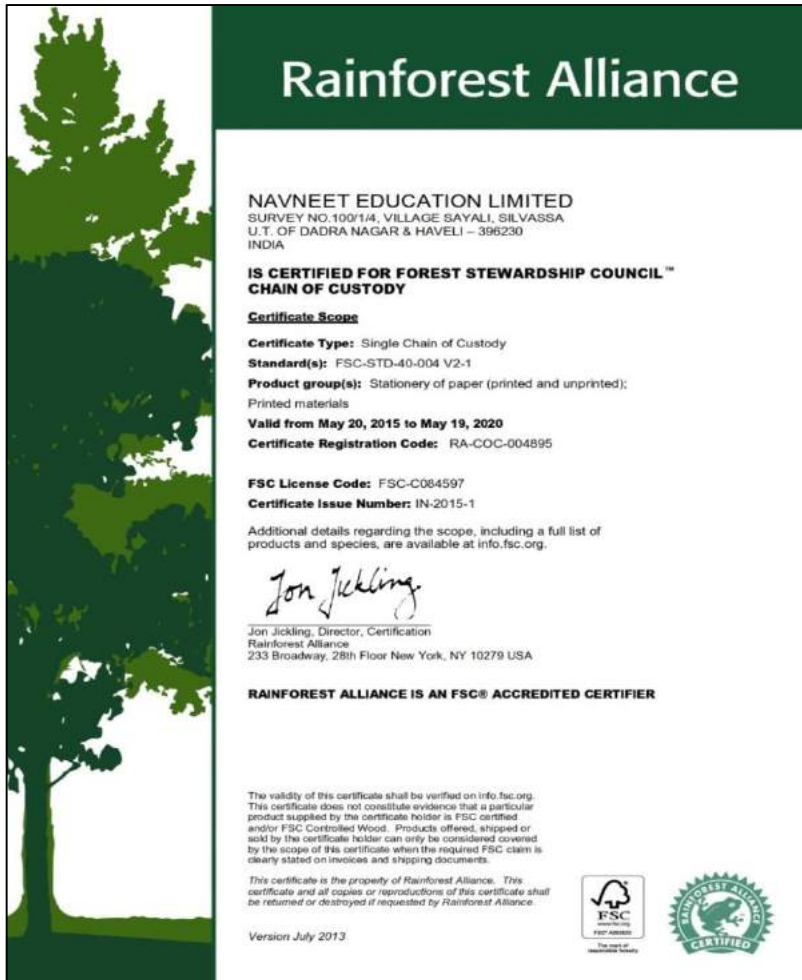 Rainforest Alliance
NAVNEET EDUCATION LIMITED
SURVEY NO.100/1/4, VILLAGE SAYALI, SILVASSA
U.T. OF DADRA NAGAR & HAVELI – 396230
INDIA
IS CERTIFIED FOR FOREST STEWARDSHIP COUNCIL™
CHAIN OF CUSTODY
Certificate Scope
Certificate Type: Single Chain of Custody
Standard(s): FSC-STD-40-004 V2-1
Product group(s): Stationery of paper (printed and unprinted);
Printed materials
Valid from May 20, 2015 to May 19, 2020
Certificate Registration Code: RA-COC-004895
FSC License Code: FSC-C084597
Certificate Issue Number: IN-2015-1
Additional details regarding the scope, including a full list of
products and species, are available at info.fsc.org.
Jon Jickling
Jon Jickling, Director, Certification
Rainforest Alliance
233 Broadway, 28th Floor New York, NY 10279 USA
RAINFOREST ALLIANCE IS AN FSC® ACCREDITED CERTIFIER
The validity of this certificate shall be verified on info.fsc.org.
This certificate does not constitute evidence that a particular
product supplied by the certificate holder is FSC certified
and/or FSC Controlled Wood. Products offered, shipped or
sold by the certificate holder can only be considered covered
by the scope of this certificate when the required FSC claim is
clearly stated on invoices and shipping documents.
This certificate is the property of Rainforest Alliance. This
certificate and all copies or reproductions of this certificate shall
be returned or destroyed if requested by Rainforest Alliance.
Version July 2013
FSC
www.fsc.org
The mark of
responsible forestry
RAINFOREST ALLIANCE
CERTIFIED